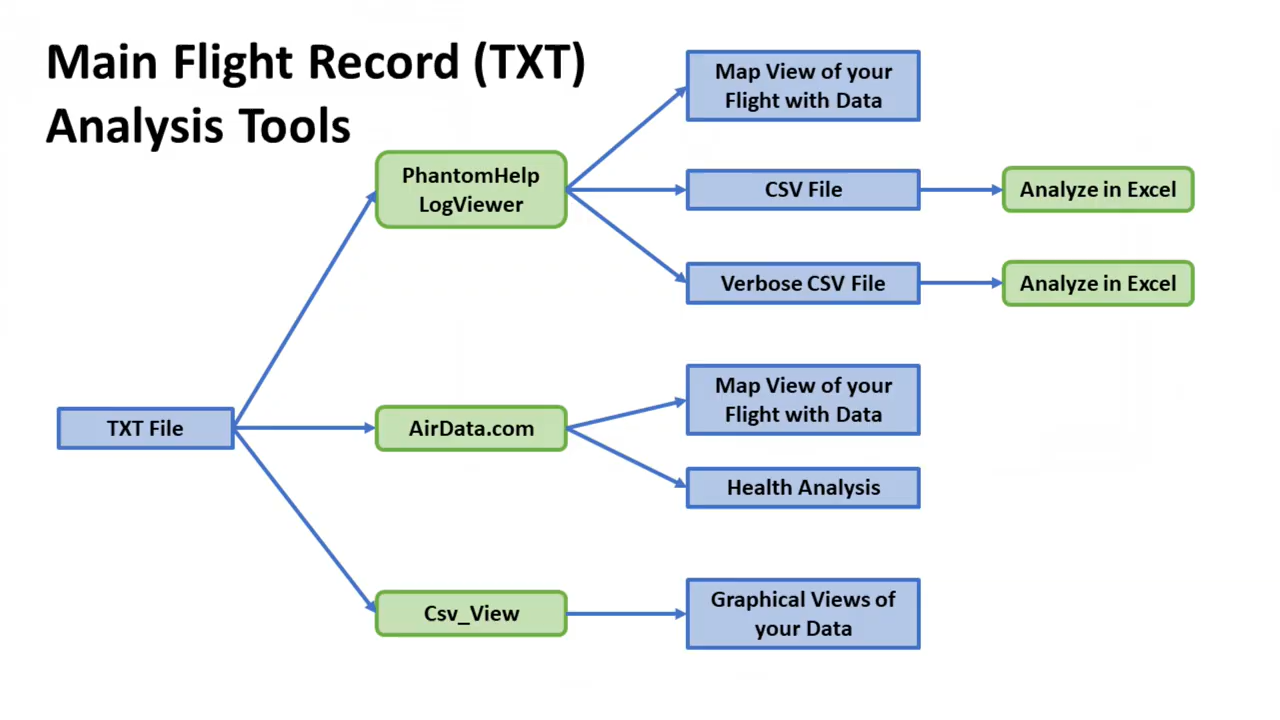 Main Flight Record (TXT)
Analysis Tools
Map View of your
Flight with Data
PhantomHelp
LogViewer
CSV File
Analyze in Excel
Verbose CSV File
Analyze in Excel
TXT File
AirData.com
Map View of your
Flight with Data
Health Analysis
Csv_View
Graphical Views of
your Data